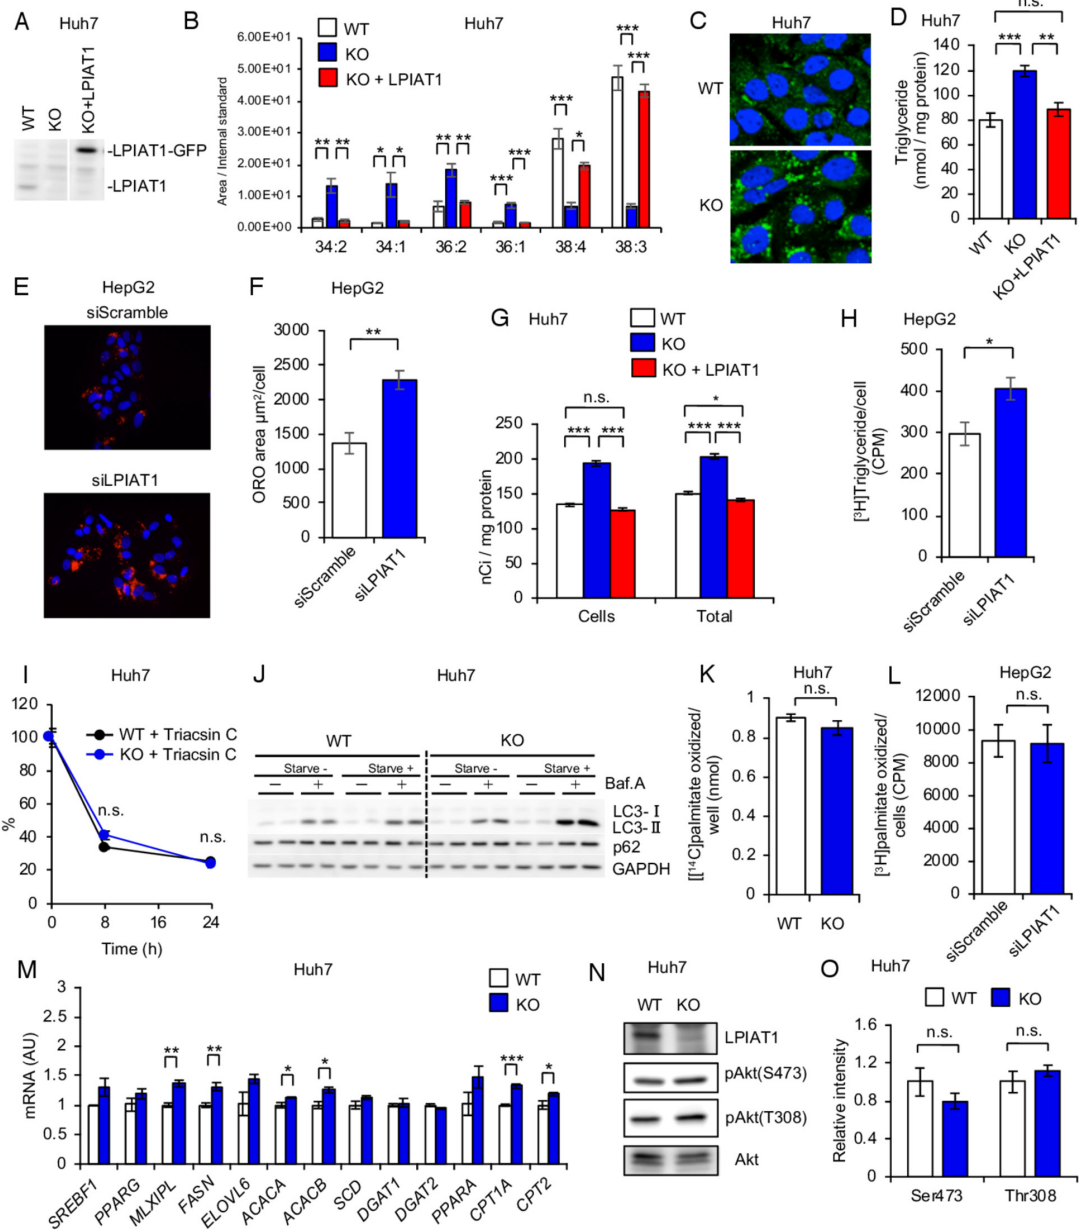 A
Huh7
WT
KO
KO+LPIAT1
-LPIAT1-GFP
-LPIAT1
B
Huh7
WT
KO
KO + LPIAT1
Area / Internal standard
6.00E+01
5.00E+01
4.00E+01
3.00E+01
2.00E+01
1.00E+01
0.00E+00
** ** * * ** ** *** *** *** * *** ***
34:2 34:1 36:2 36:1 38:4 38:3
C
Huh7
WT
KO
D
Huh7
n.s.
*** **
Triglyceride
(nmol / mg protein)
140
120
100
80
60
40
20
0
WT
KO
KO+LPIAT1
E
HepG2
siScramble
siLPIAT1
F
HepG2
**
ORO area µm²/cell
3000
2500
2000
1500
1000
500
0
siScramble
siLPIAT1
G
Huh7
WT
KO
KO + LPIAT1
n.s. *
*** *** *** ***
nCi / mg protein
250
200
150
100
50
0
Cells Total
H
HepG2
*
[³H]Triglyceride/cell
(CPM)
500
400
300
200
100
0
siScramble
siLPIAT1
I
Huh7
WT + Triacsin C
KO + Triacsin C
%
120
100
80
60
40
20
0
n.s.
n.s.
0 8 16 24
Time (h)
J
Huh7
WT KO
Starve - Starve + Starve - Starve +
− + − + − + − + Baf.A
LC3- Ⅰ
LC3- Ⅱ
p62
GAPDH
K
Huh7
n.s.
[[¹⁴C]palmitate oxidized/
well (nmol)
1
0.8
0.6
0.4
0.2
0
WT KO
L
HepG2
n.s.
[³H]palmitate oxidized/
cells (CPM)
12000
10000
8000
6000
4000
2000
0
siScramble
siLPIAT1
M
Huh7
WT
KO
mRNA (AU)
3
2.5
2
1.5
1
0.5
0
** ** * * *** *
SREBF1
PPARG
MLXIPL
FASN
ELOVL6
ACACA
ACACB
SCD
DGAT1
DGAT2
PPARA
CPT1A
CPT2
N
Huh7
WT KO
LPIAT1
pAkt(S473)
pAkt(T308)
Akt
O
Huh7
WT KO
n.s. n.s.
Relative intensity
1.6
1.2
0.8
0.4
0
Ser473 Thr308